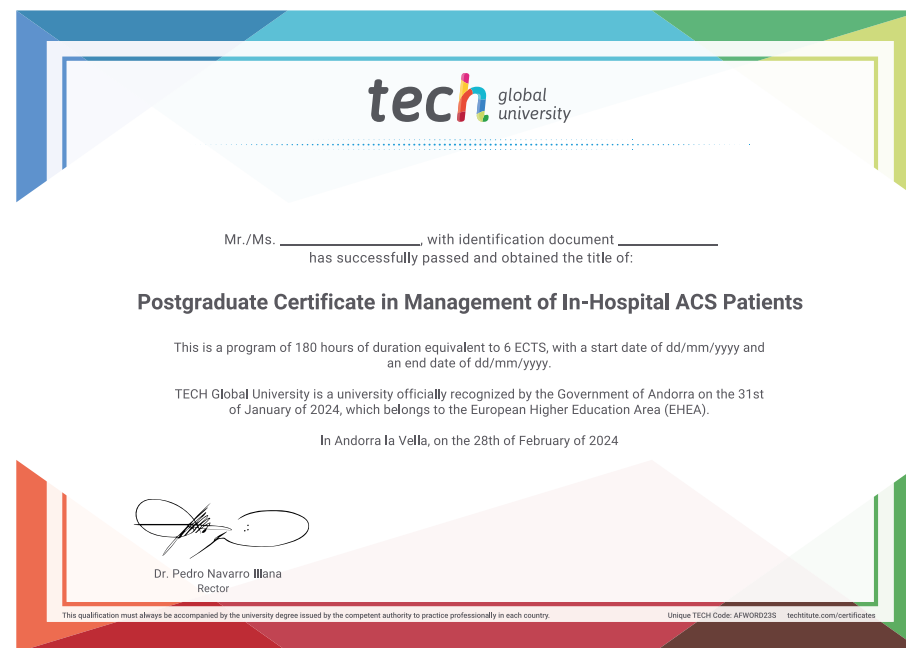 tech global
university
Mr./Ms. ____________, with identification document ____________
has successfully passed and obtained the title of:
Postgraduate Certificate in Management of In-Hospital ACS Patients
This is a program of 180 hours of duration equivalent to 6 ECTS, with a start date of dd/mm/yyyy and
an end date of dd/mm/yyyy.
TECH Global University is a university officially recognized by the Government of Andorra on the 31st
of January of 2024, which belongs to the European Higher Education Area (EHEA).
In Andorra la Vella, on the 28th of February of 2024
Dr. Pedro Navarro Illana
Rector
This qualification must always be accompanied by the university degree issued by the competent authority to practice professionally in each country. Unique TECH Code: AFWORD23S techtitute.com/certificates